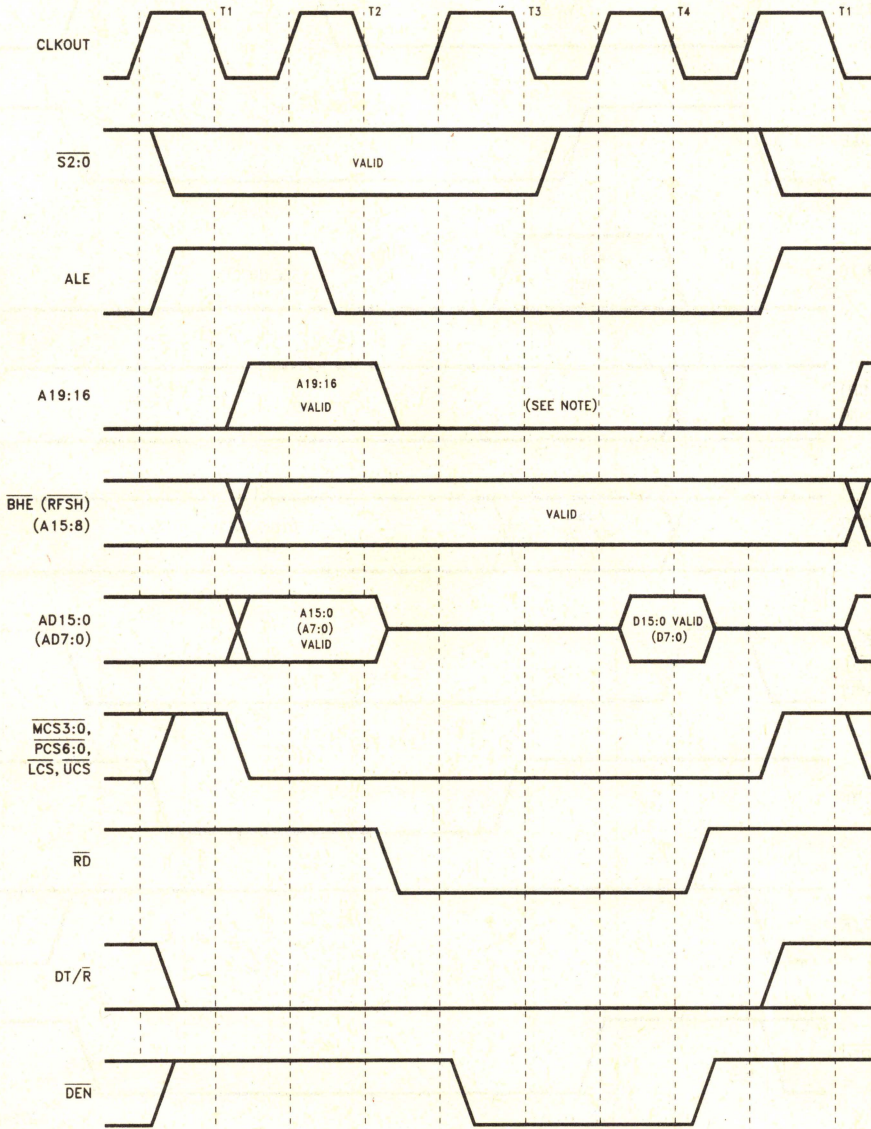 T1 T2 T3 T4 T1
CLKOUT
S2:0
VALID
ALE
A19:16
A19:16
VALID
(SEE NOTE)
BHE (RFSH)
(A15:8)
VALID
AD15:0
(AD7:0)
A15:0
(A7:0)
VALID
D15:0 VALID
(D7:0)
MCS3:0,
PCS6:0,
LCS, UCS
RD
DT/R
DEN